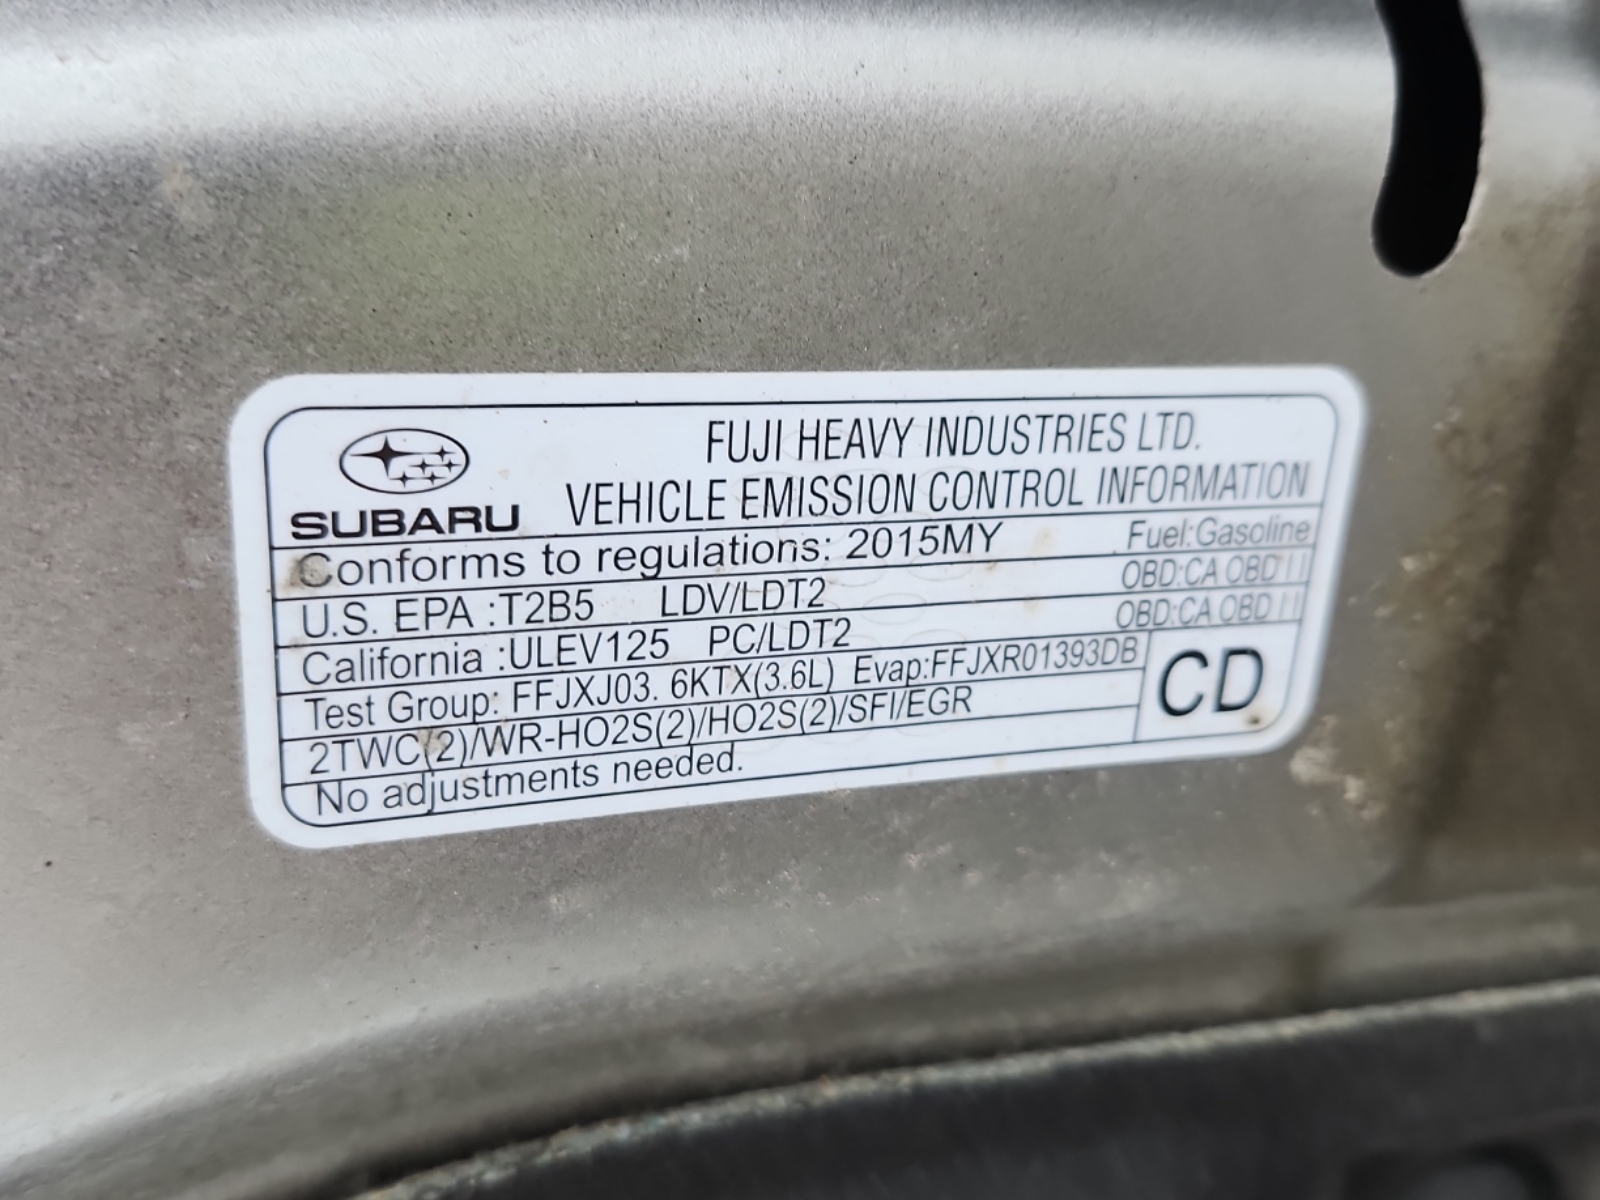 FUJI HEAVY INDUSTRIES LTD.
SUBARU VEHICLE EMISSION CONTROL INFORMATION
Conforms to regulations: 2015MY Fuel:Gasoline
U.S. EPA :T2B5 LDV/LDT2 OBD:CA OBD II
California :ULEV125 PC/LDT2 OBD:CA OBD II
Test Group: FFJXJ03. 6KTX(3.6L) Evap:FFJXR01393DB
2TWC(2)/WR-HO2S(2)/HO2S(2)/SFI/EGR
No adjustments needed.
CD